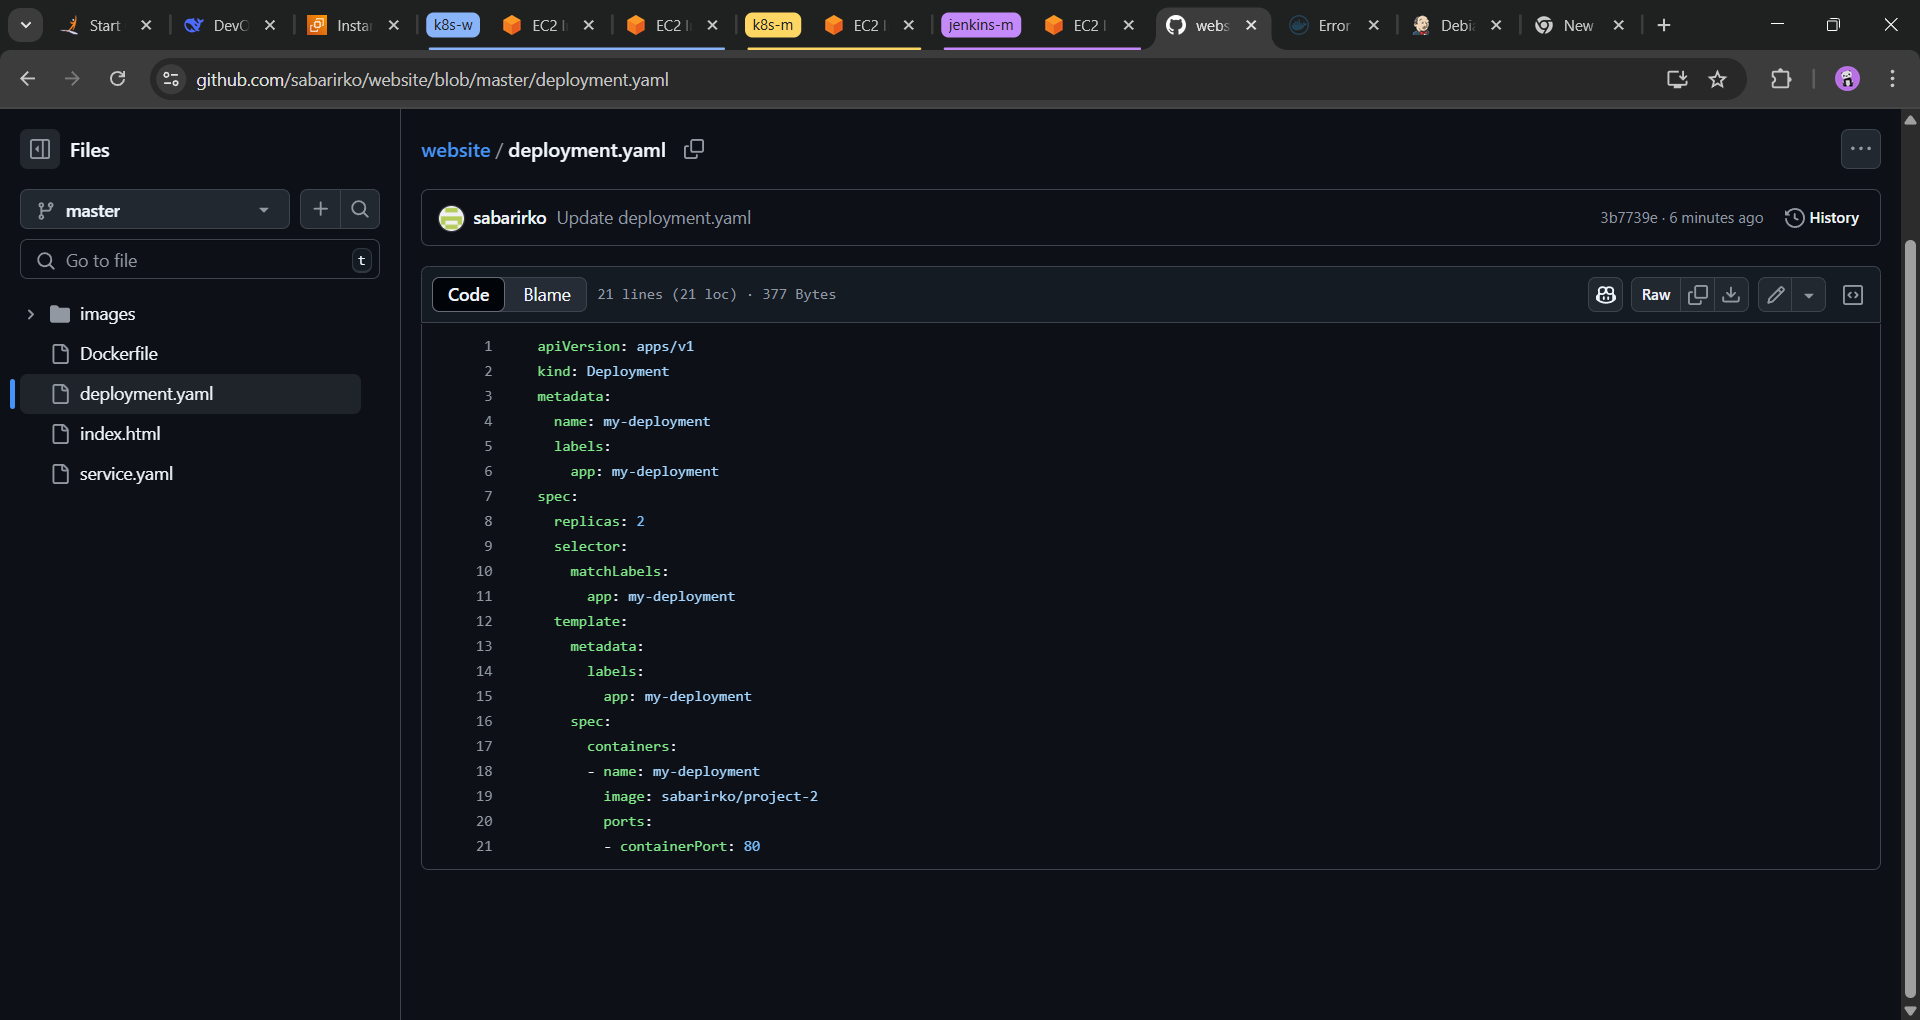 Start
DevO
Instan
k8s-w
EC2 I
EC2 I
k8s-m
EC2 I
jenkins-m
EC2 I
webs
Error
Debia
New
github.com/sabarirko/website/blob/master/deployment.yaml
Files
master
Go to file
t
images
Dockerfile
deployment.yaml
index.html
service.yaml
website / deployment.yaml
sabarirko Update deployment.yaml
3b7739e · 6 minutes ago
History
Code
Blame
21 lines (21 loc) · 377 Bytes
Raw
1 apiVersion: apps/v1
2 kind: Deployment
3 metadata:
4 name: my-deployment
5 labels:
6 app: my-deployment
7 spec:
8 replicas: 2
9 selector:
10 matchLabels:
11 app: my-deployment
12 template:
13 metadata:
14 labels:
15 app: my-deployment
16 spec:
17 containers:
18 - name: my-deployment
19 image: sabarirko/project-2
20 ports:
21 - containerPort: 80